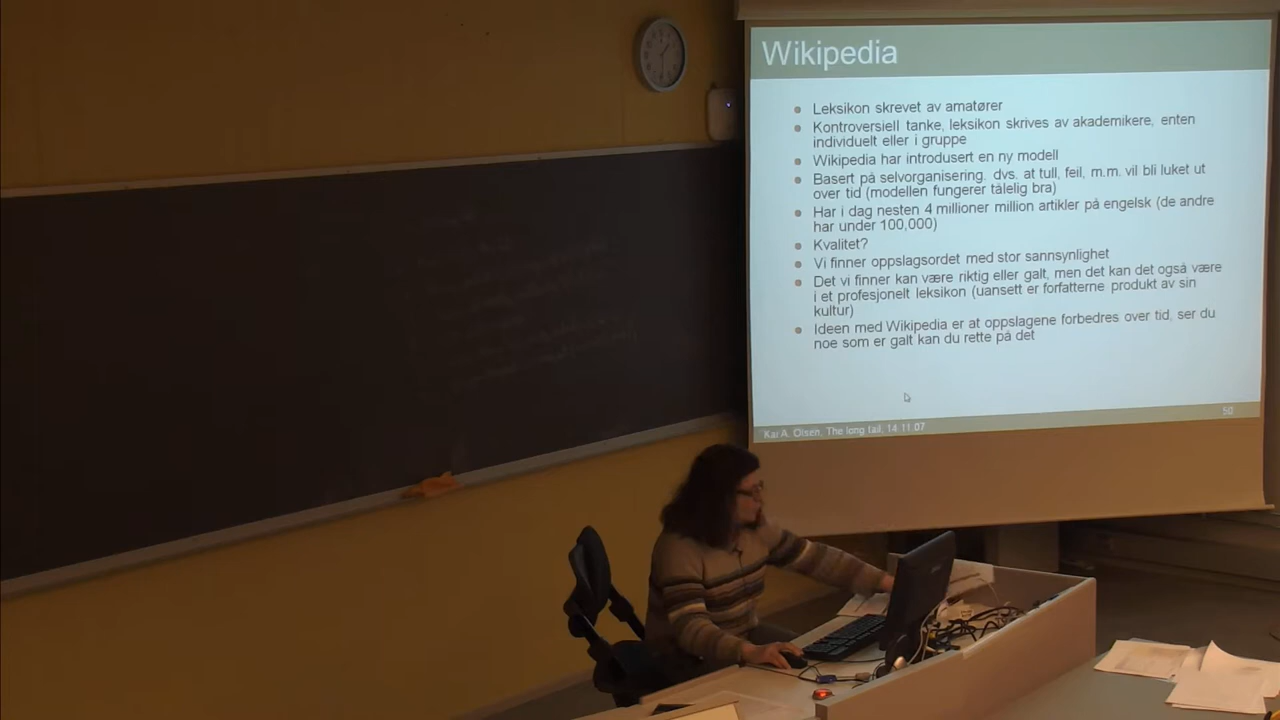 Wikipedia
Leksikon skrevet av amatører
Kontroversiell tanke, leksikon skrives av akademikere, enten
individuelt eller i gruppe
Wikipedia har introdusert en ny modell
Basert på selvorganisering. dvs. at tull, feil, m.m. vil bli luket ut
over tid (modellen fungerer tålelig bra)
Har i dag nesten 4 millioner million artikler på engelsk (de andre
har under 100,000)
Kvalitet?
Vi finner oppslagsordet med stor sannsynlighet
Det vi finner kan være riktig eller galt, men det kan det også være
i et profesjonelt leksikon (uansett er forfatterne produkt av sin
kultur)
Ideen med Wikipedia er at oppslagene forbedres over tid, ser du
noe som er galt kan du rette på det
Kai A. Olsen, The long tail, 14.11.07
50